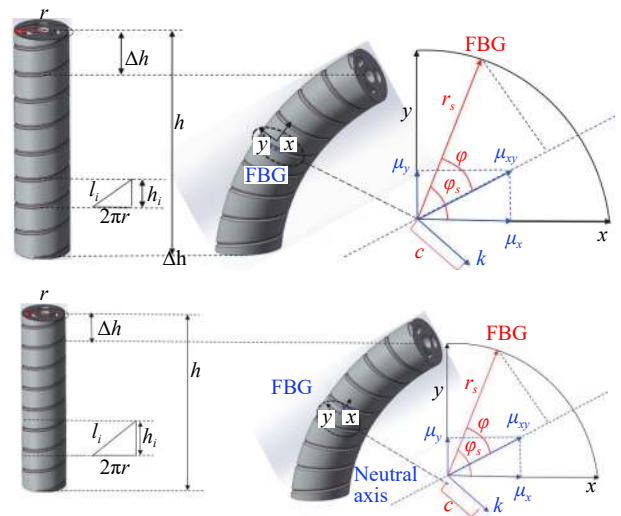 r
Δh
h
l_i
h_i
2πr
Δh
y
x
FBG
FBG
y
r_s
φ
μ_y
μ_xy
φ_s
μ_x
x
c
k
r
Δh
h
l_i
h_i
2πr
FBG
y
x
Neutral
axis
FBG
y
r_s
φ
μ_y
μ_xy
φ_s
μ_x
x
c
k